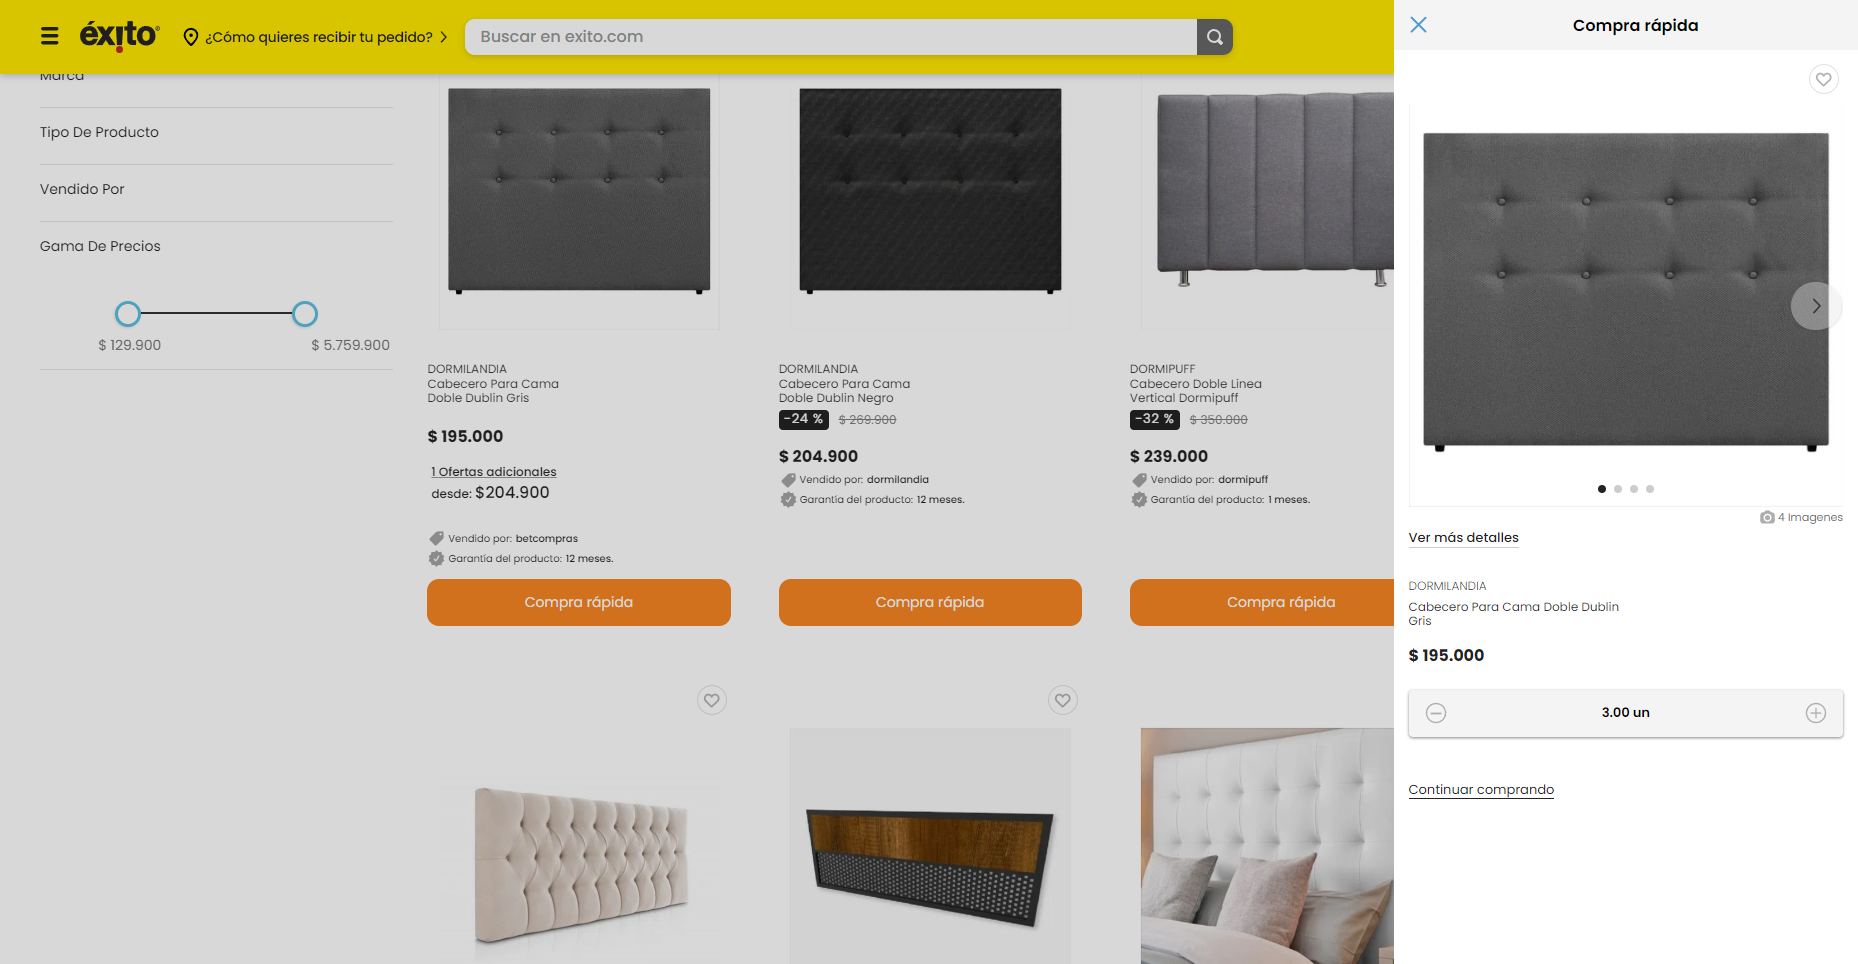 éxito
¿Cómo quieres recibir tu pedido?
Buscar en exito.com
Compra rápida
Marca
Tipo De Producto
Vendido Por
Gama De Precios
$ 129.900
$ 5.759.900
DORMILANDIA
Cabecero Para Cama
Doble Dublin Gris
$ 195.000
1 Ofertas adicionales
desde: $204.900
Vendido por: betcompras
Garantía del producto: 12 meses.
Compra rápida
DORMILANDIA
Cabecero Para Cama
Doble Dublin Negro
-24 % $ 269.900
$ 204.900
Vendido por: dormilandia
Garantía del producto: 12 meses.
Compra rápida
DORMIPUFF
Cabecero Doble Linea
Vertical Dormipuff
-32 % $ 350.000
$ 239.000
Vendido por: dormipuff
Garantía del producto: 1 meses.
Compra rápida
4 Imagenes
Ver más detalles
DORMILANDIA
Cabecero Para Cama Doble Dublin
Gris
$ 195.000
3.00 un
Continuar comprando